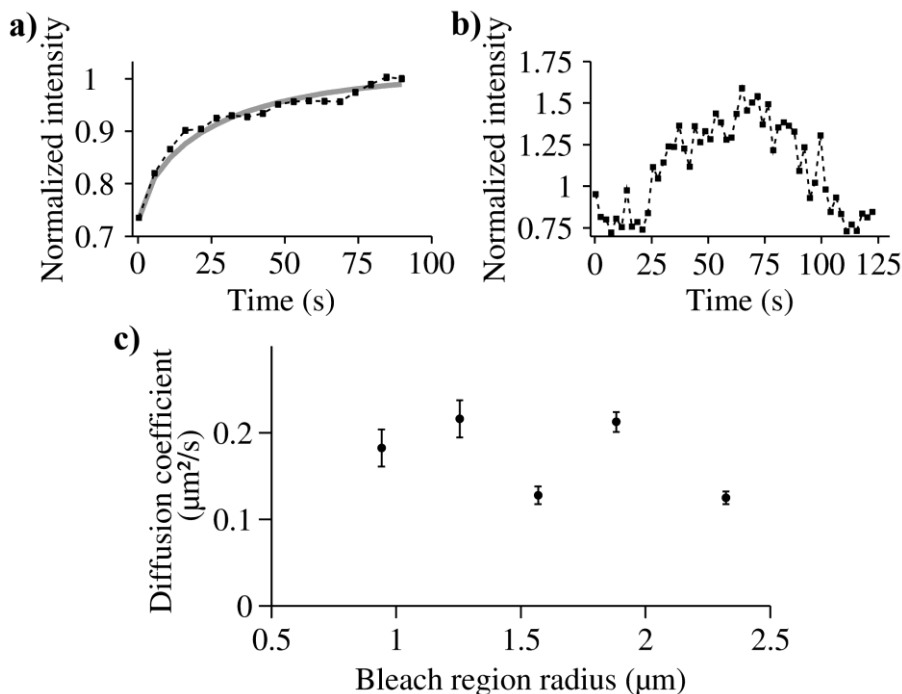 a)
Normalized intensity
1
0.9
0.8
0.7
0 25 50 75 100
Time (s)
b)
Normalized intensity
1.75
1.5
1.25
1
0.75
0 25 50 75 100 125
Time (s)
c)
Diffusion coefficient
(µm²/s)
0.2
0.1
0
0.5 1 1.5 2 2.5
Bleach region radius (µm)